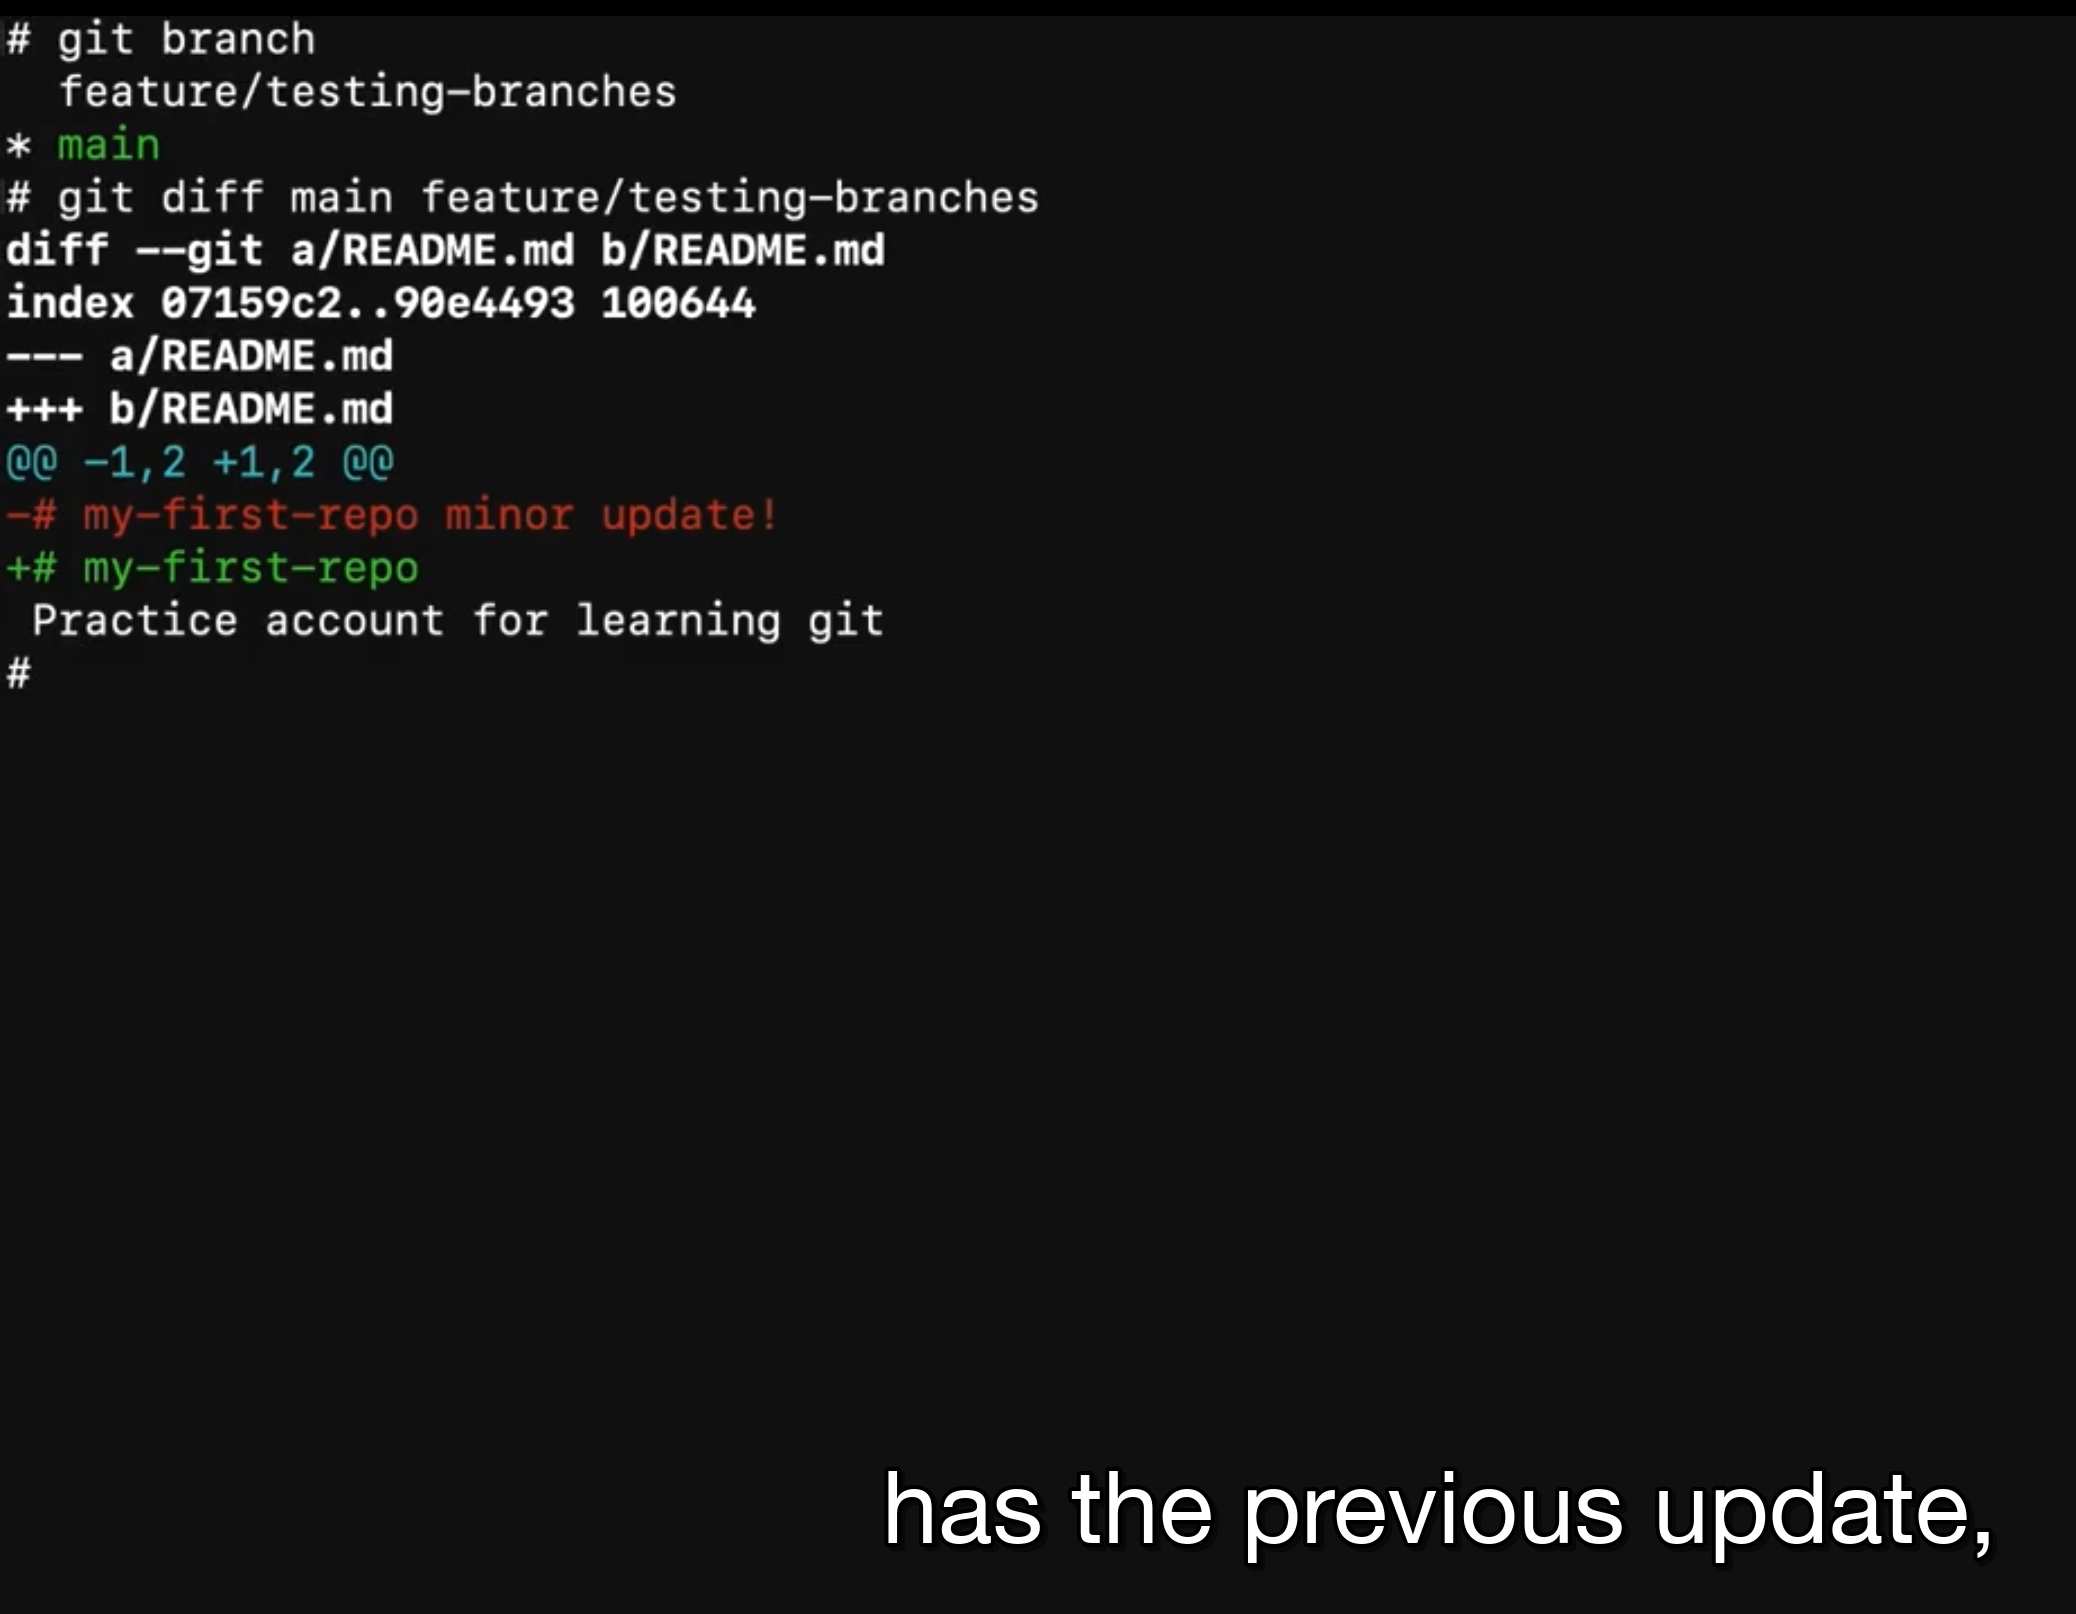 # git branch
  feature/testing-branches
* main
# git diff main feature/testing-branches
diff --git a/README.md b/README.md
index 07159c2..90e4493 100644
--- a/README.md
+++ b/README.md
@@ -1,2 +1,2 @@
-# my-first-repo minor update!
+# my-first-repo
 Practice account for learning git
#
has the previous update,